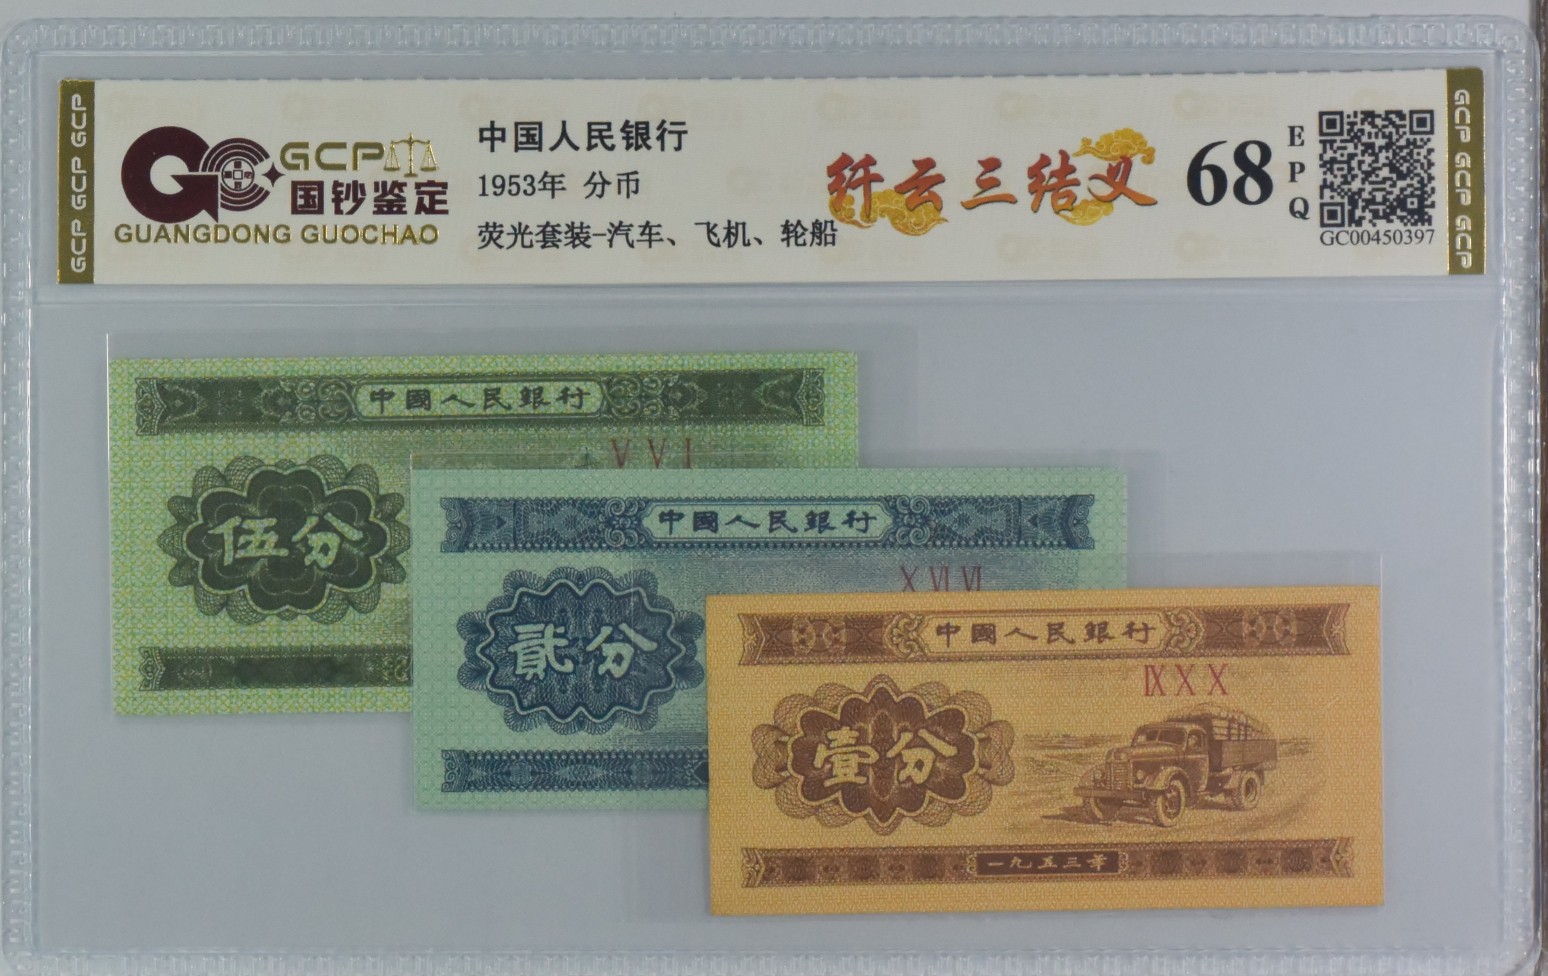 GCP GCP GCP
GCP
国钞鉴定
GUANGDONG GUOCHAO
中国人民银行
1953年 分币
荧光套装-汽车、飞机、轮船
纤云三结义
68
EPQ
GC00450397
GCP GCP GCP
中國人民銀行
V V I
伍分
中國人民銀行
X VI VI
貳分
中國人民銀行
IX X X
壹分
一九五三年